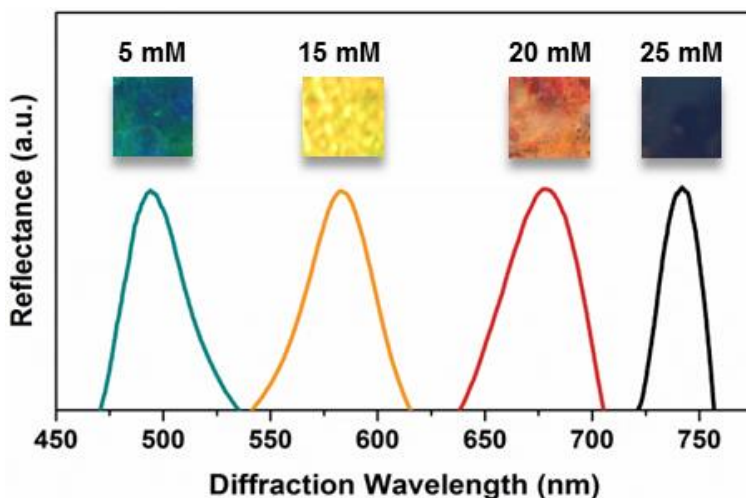 5 mM 15 mM 20 mM 25 mM
Reflectance (a.u.)
450 500 550 600 650 700 750
Diffraction Wavelength (nm)